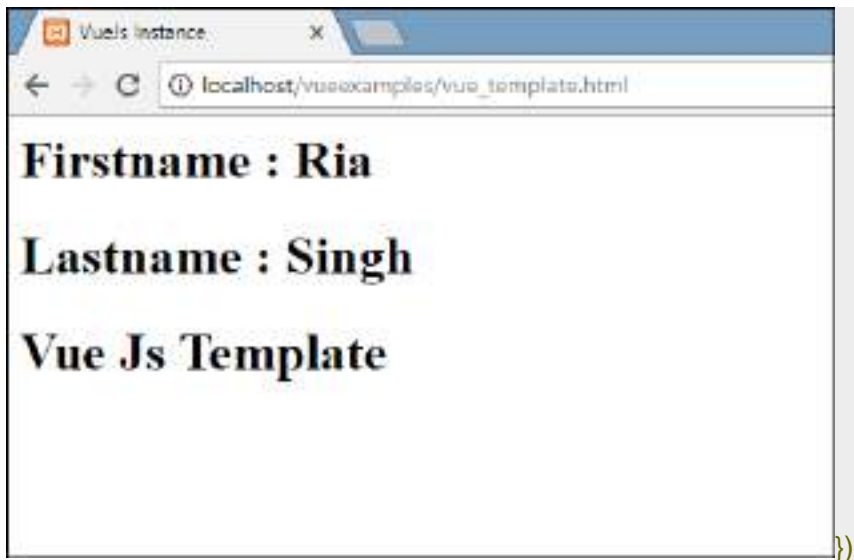 VueJs Instance
localhost/vueexamples/vue_template.html
Firstname : Ria
Lastname : Singh
Vue Js Template
})